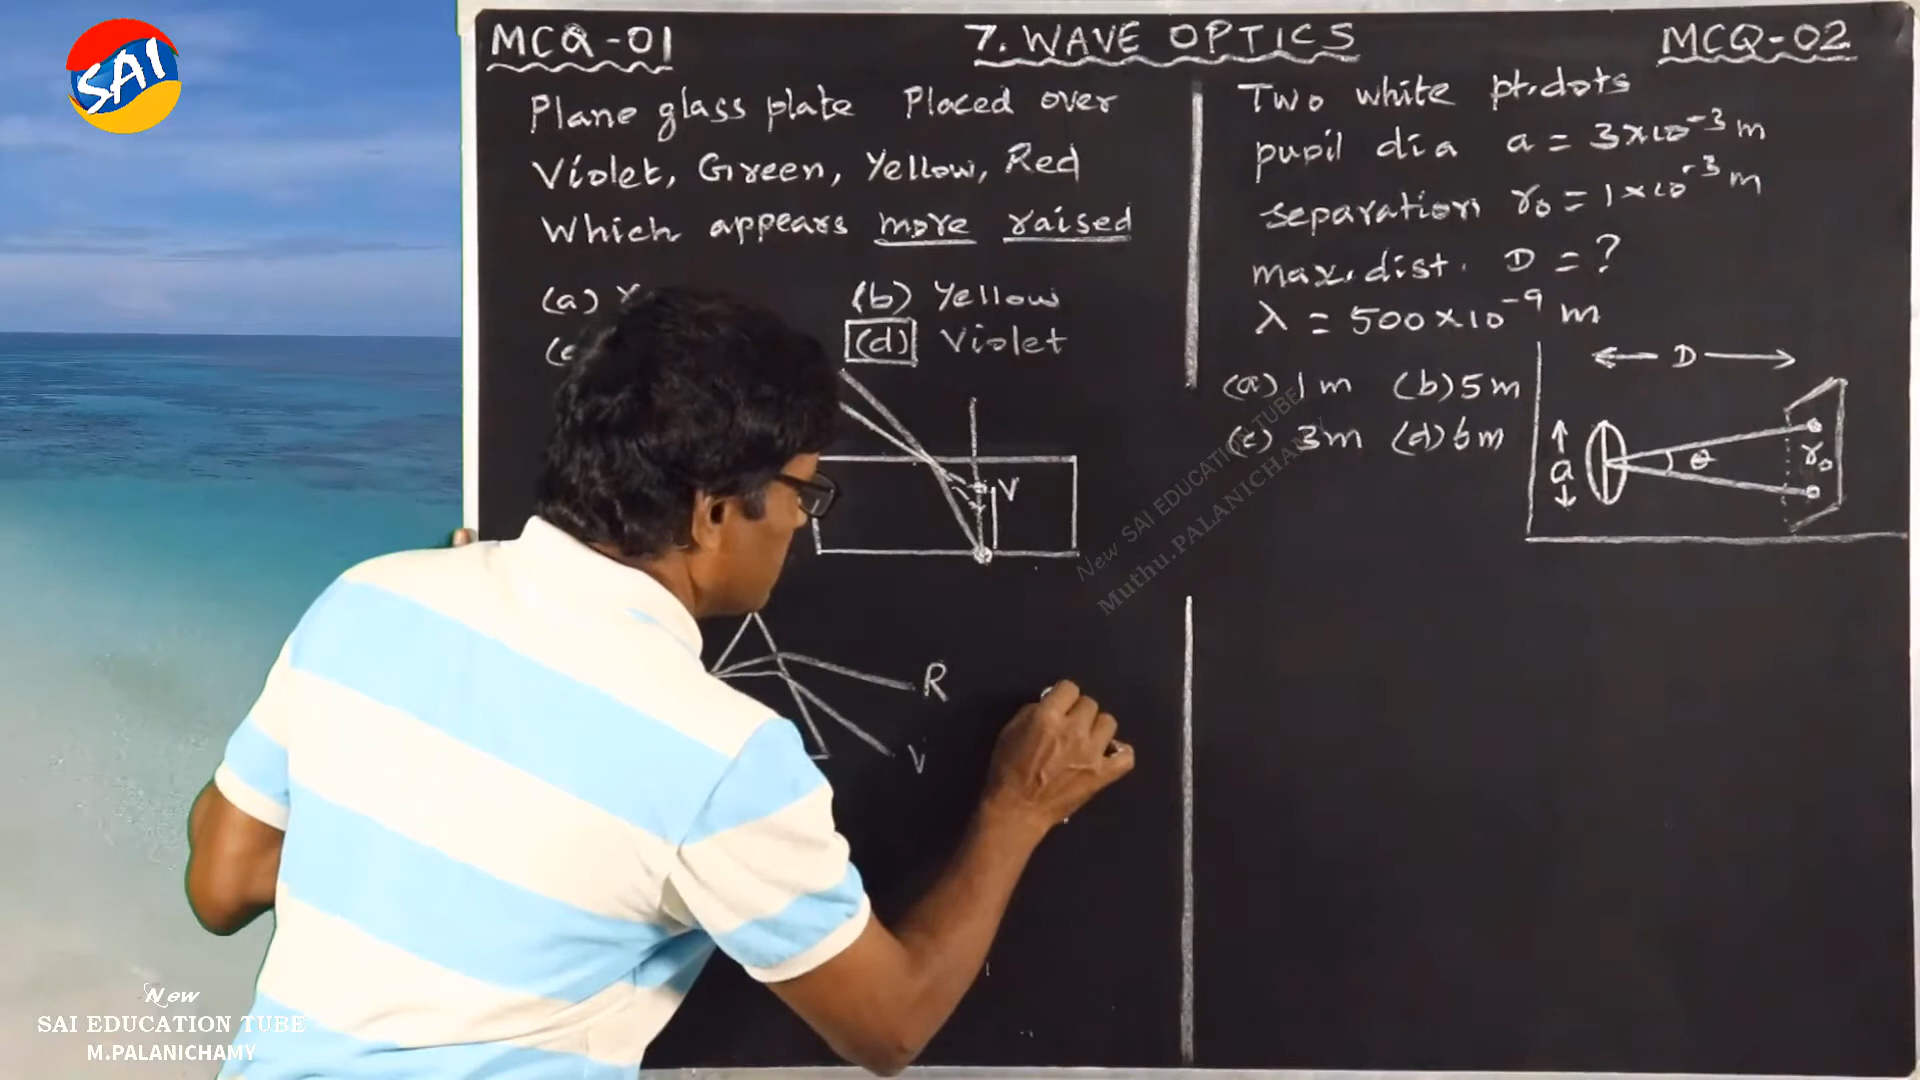 SAI
MCQ-01
7. WAVE OPTICS
MCQ-02
Plane glass plate Placed over
Violet, Green, Yellow, Red
Which appears more raised
(a)
(b) Yellow
(d) Violet
V
R
V
Two white pt.dots
pupil dia a = 3×10⁻³ m
separation r₀ = 1×10⁻³ m
max. dist. D = ?
λ = 500×10⁻⁹ m
(a) 1 m (b) 5 m
(c) 3m (d) 6m
D
a
θ
r₀
New SAI EDUCATION TUBE
Muthu.PALANICHAMY
New
SAI EDUCATION TUBE
M.PALANICHAMY